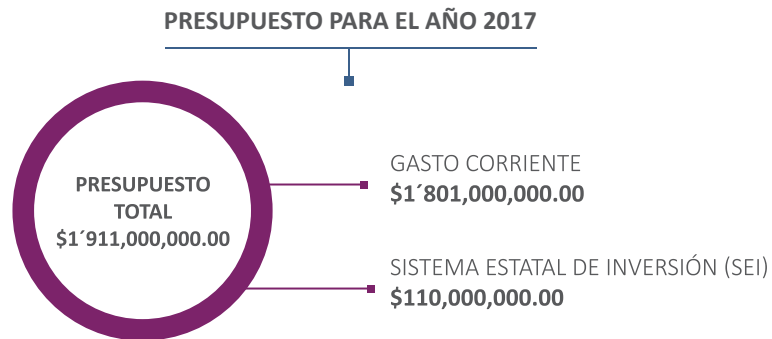 PRESUPUESTO PARA EL AÑO 2017
PRESUPUESTO
TOTAL
$1´911,000,000.00
GASTO CORRIENTE
$1´801,000,000.00
SISTEMA ESTATAL DE INVERSIÓN (SEI)
$110,000,000.00